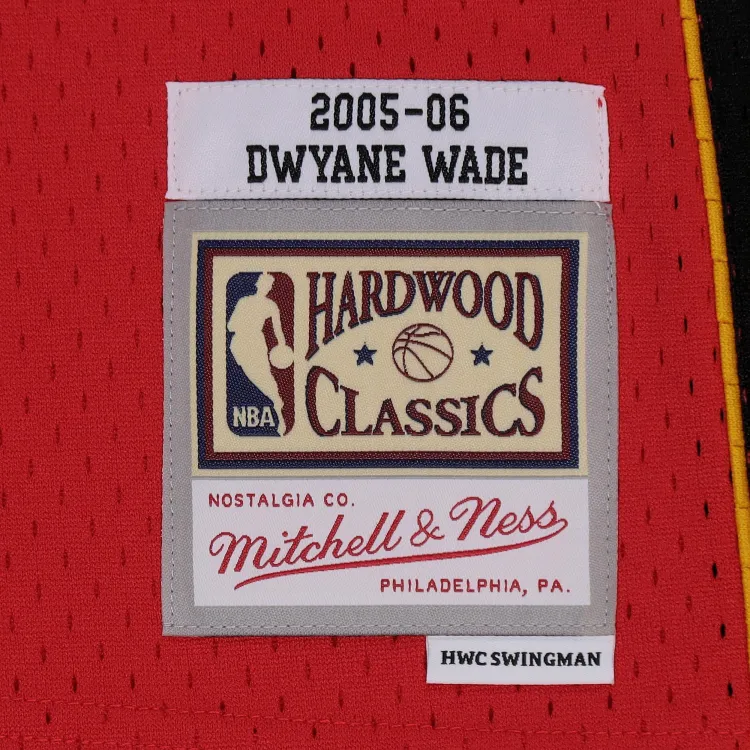 2005-06
DWYANE WADE
HARDWOOD
CLASSICS
NBA
NOSTALGIA CO.
Mitchell & Ness
PHILADELPHIA, PA.
HWC SWINGMAN